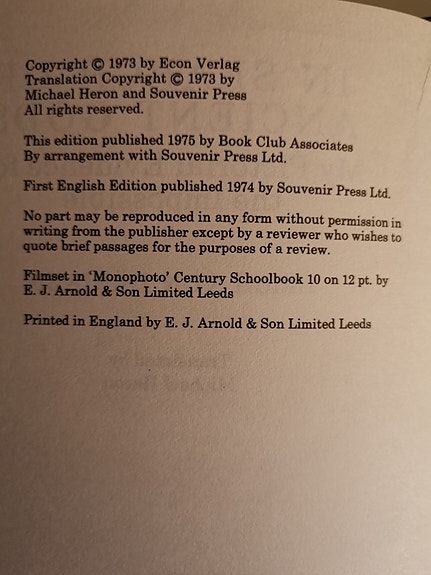 Copyright © 1973 by Econ Verlag
Translation Copyright © 1973 by
Michael Heron and Souvenir Press
All rights reserved.
This edition published 1975 by Book Club Associates
By arrangement with Souvenir Press Ltd.
First English Edition published 1974 by Souvenir Press Ltd.
No part may be reproduced in any form without permission in
writing from the publisher except by a reviewer who wishes to
quote brief passages for the purposes of a review.
Filmset in ‘Monophoto’ Century Schoolbook 10 on 12 pt. by
E. J. Arnold & Son Limited Leeds
Printed in England by E. J. Arnold & Son Limited Leeds